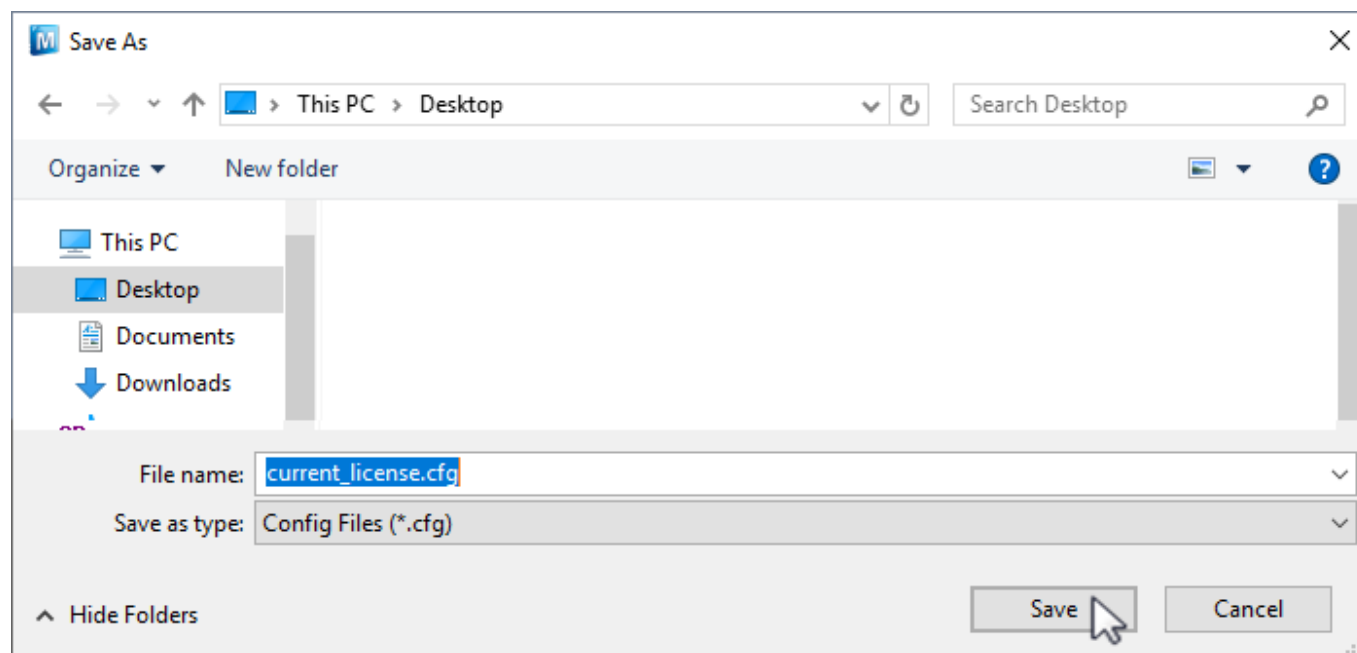 Save As
This PC > Desktop
Search Desktop
Organize
New folder
?
This PC
Desktop
Documents
Downloads
File name: current_license.cfg
Save as type: Config Files (*.cfg)
Hide Folders
Save
Cancel